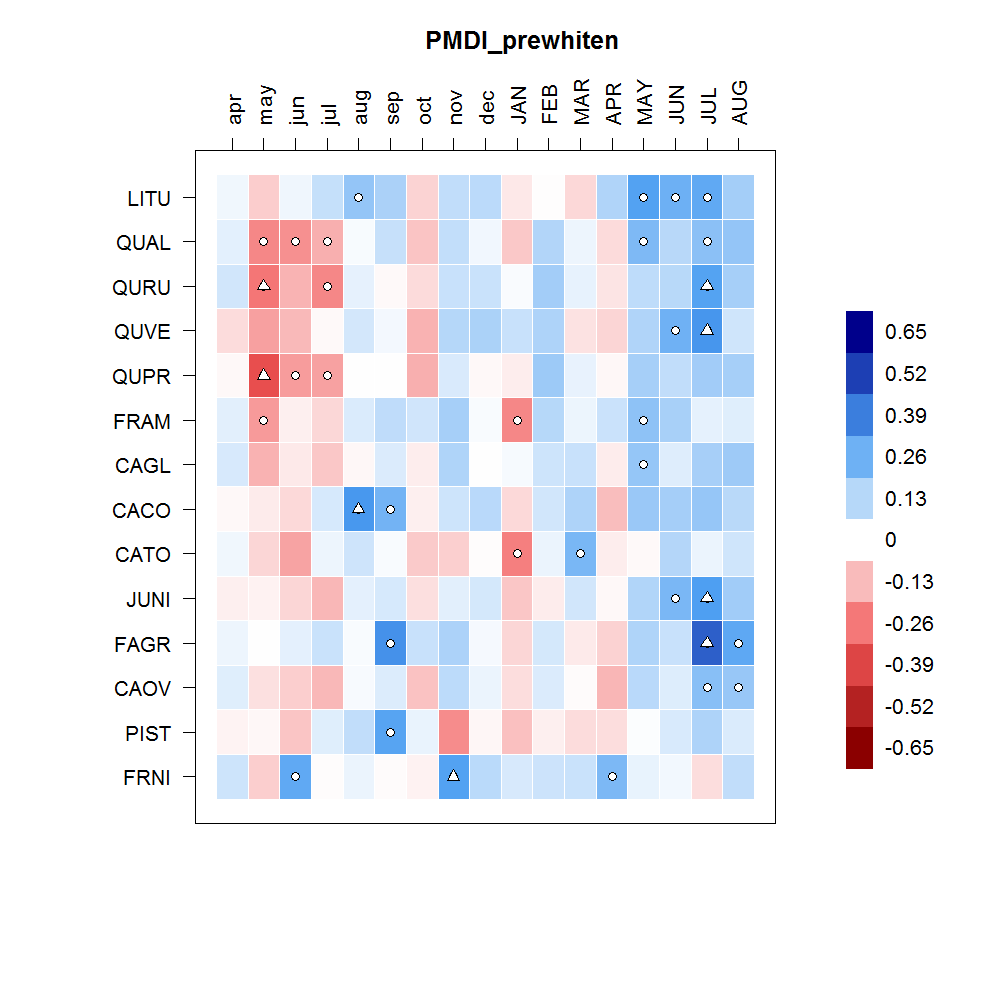 PMDI_prewhiten
apr may jun jul aug sep oct nov dec JAN FEB MAR APR MAY JUN JUL AUG
LITU
QUAL
QURU
QUVE
QUPR
FRAM
CAGL
CACO
CATO
JUNI
FAGR
CAOV
PIST
FRNI
0.65
0.52
0.39
0.26
0.13
0
-0.13
-0.26
-0.39
-0.52
-0.65